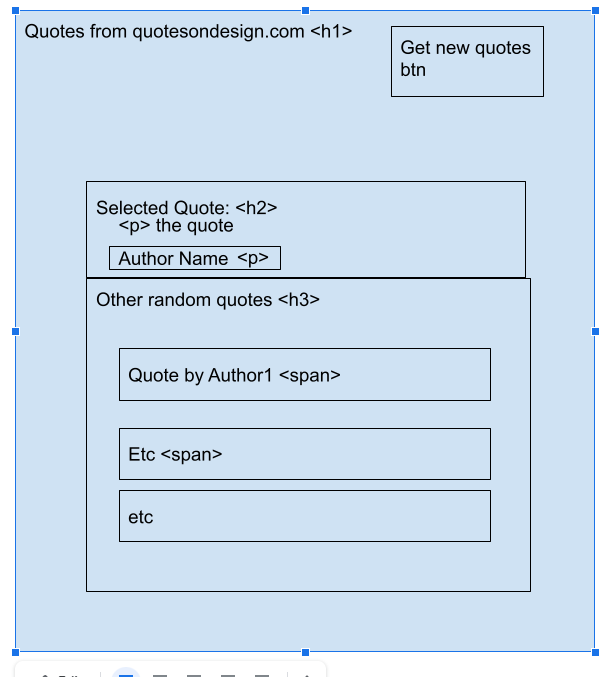 Quotes from quotesondesign.com <h1>
Get new quotes
btn
Selected Quote: <h2>
<p> the quote
Author Name <p>
Other random quotes <h3>
Quote by Author1 <span>
Etc <span>
etc